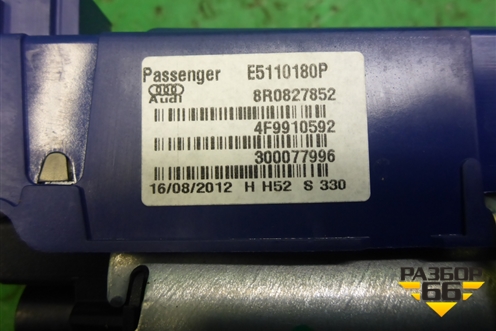 Passenger E5110180P
Audi 8R0827852
4F9910592
300077996
16/08/2012 H H52 S 330
РАЗБОР
66